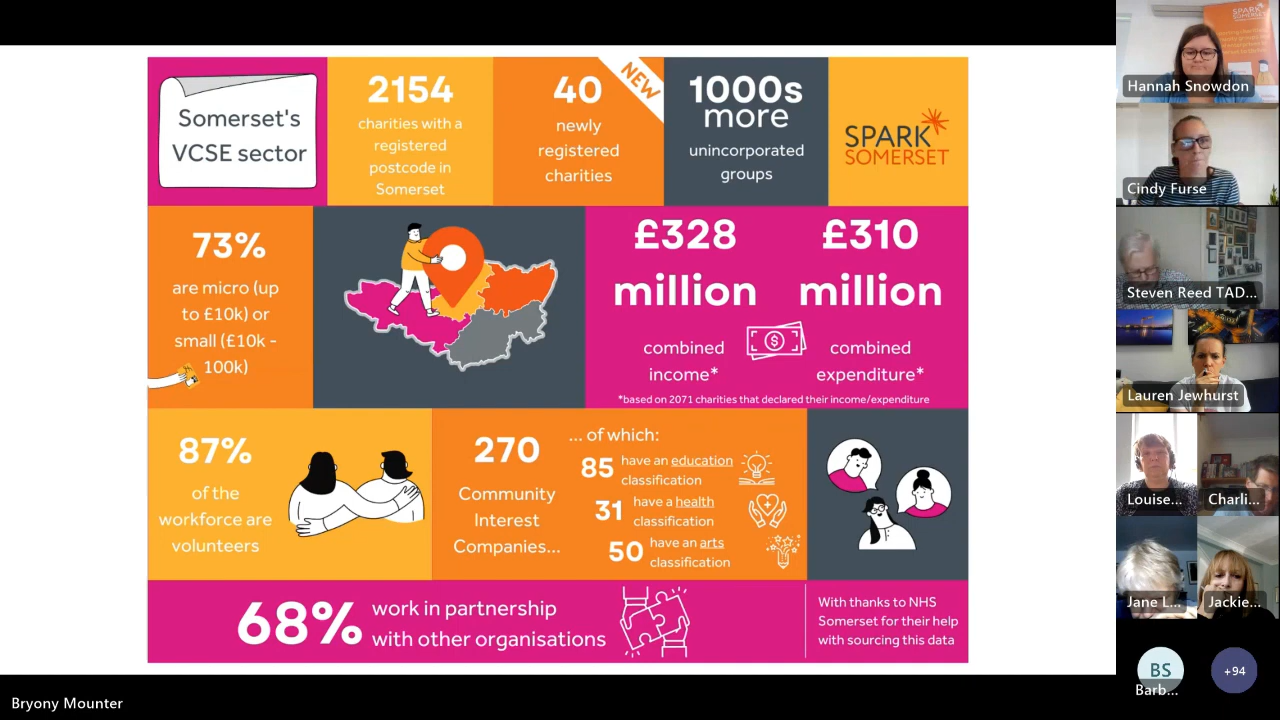 Somerset's
VCSE sector
2154
charities with a
registered
postcode in
Somerset
40
newly
registered
charities
NEW
1000s
more
unincorporated
groups
SPARK
SOMERSET
73%
are micro (up
to £10k) or
small (£10k -
100k)
£328
million
combined
income*
£310
million
combined
expenditure*
*based on 2071 charities that declared their income/expenditure
87%
of the
workforce are
volunteers
270
Community
Interest
Companies...
... of which:
85 have an education
classification
31 have a health
classification
50 have an arts
classification
68% work in partnership
with other organisations
With thanks to NHS
Somerset for their help
with sourcing this data
SPARK
SOMERSET
Hannah Snowdon
Cindy Furse
Steven Reed TAD...
Lauren Jewhurst
Louise...
Charli...
Jane L...
Jackie...
BS
Barb...
+94
Bryony Mounter